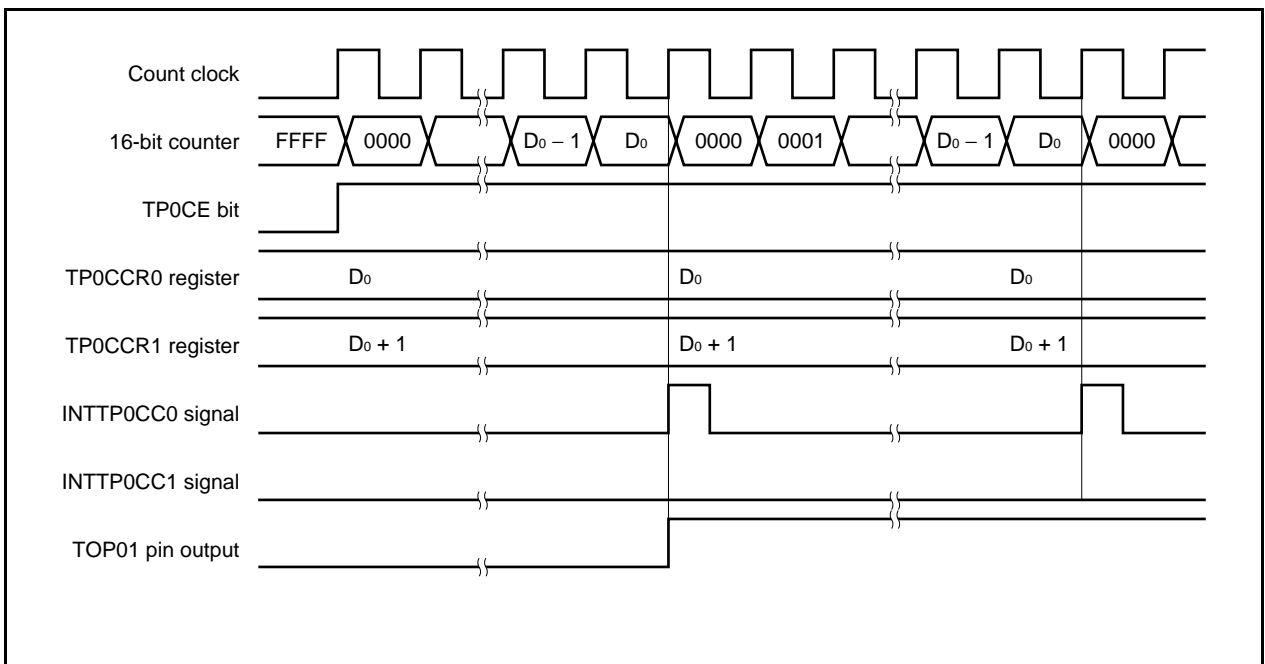 Count clock
16-bit counter FFFF 0000 D₀ – 1 D₀ 0000 0001 D₀ – 1 D₀ 0000
TP0CE bit
TP0CCR0 register D₀ D₀ D₀
TP0CCR1 register D₀ + 1 D₀ + 1 D₀ + 1
INTTP0CC0 signal
INTTP0CC1 signal
TOP01 pin output